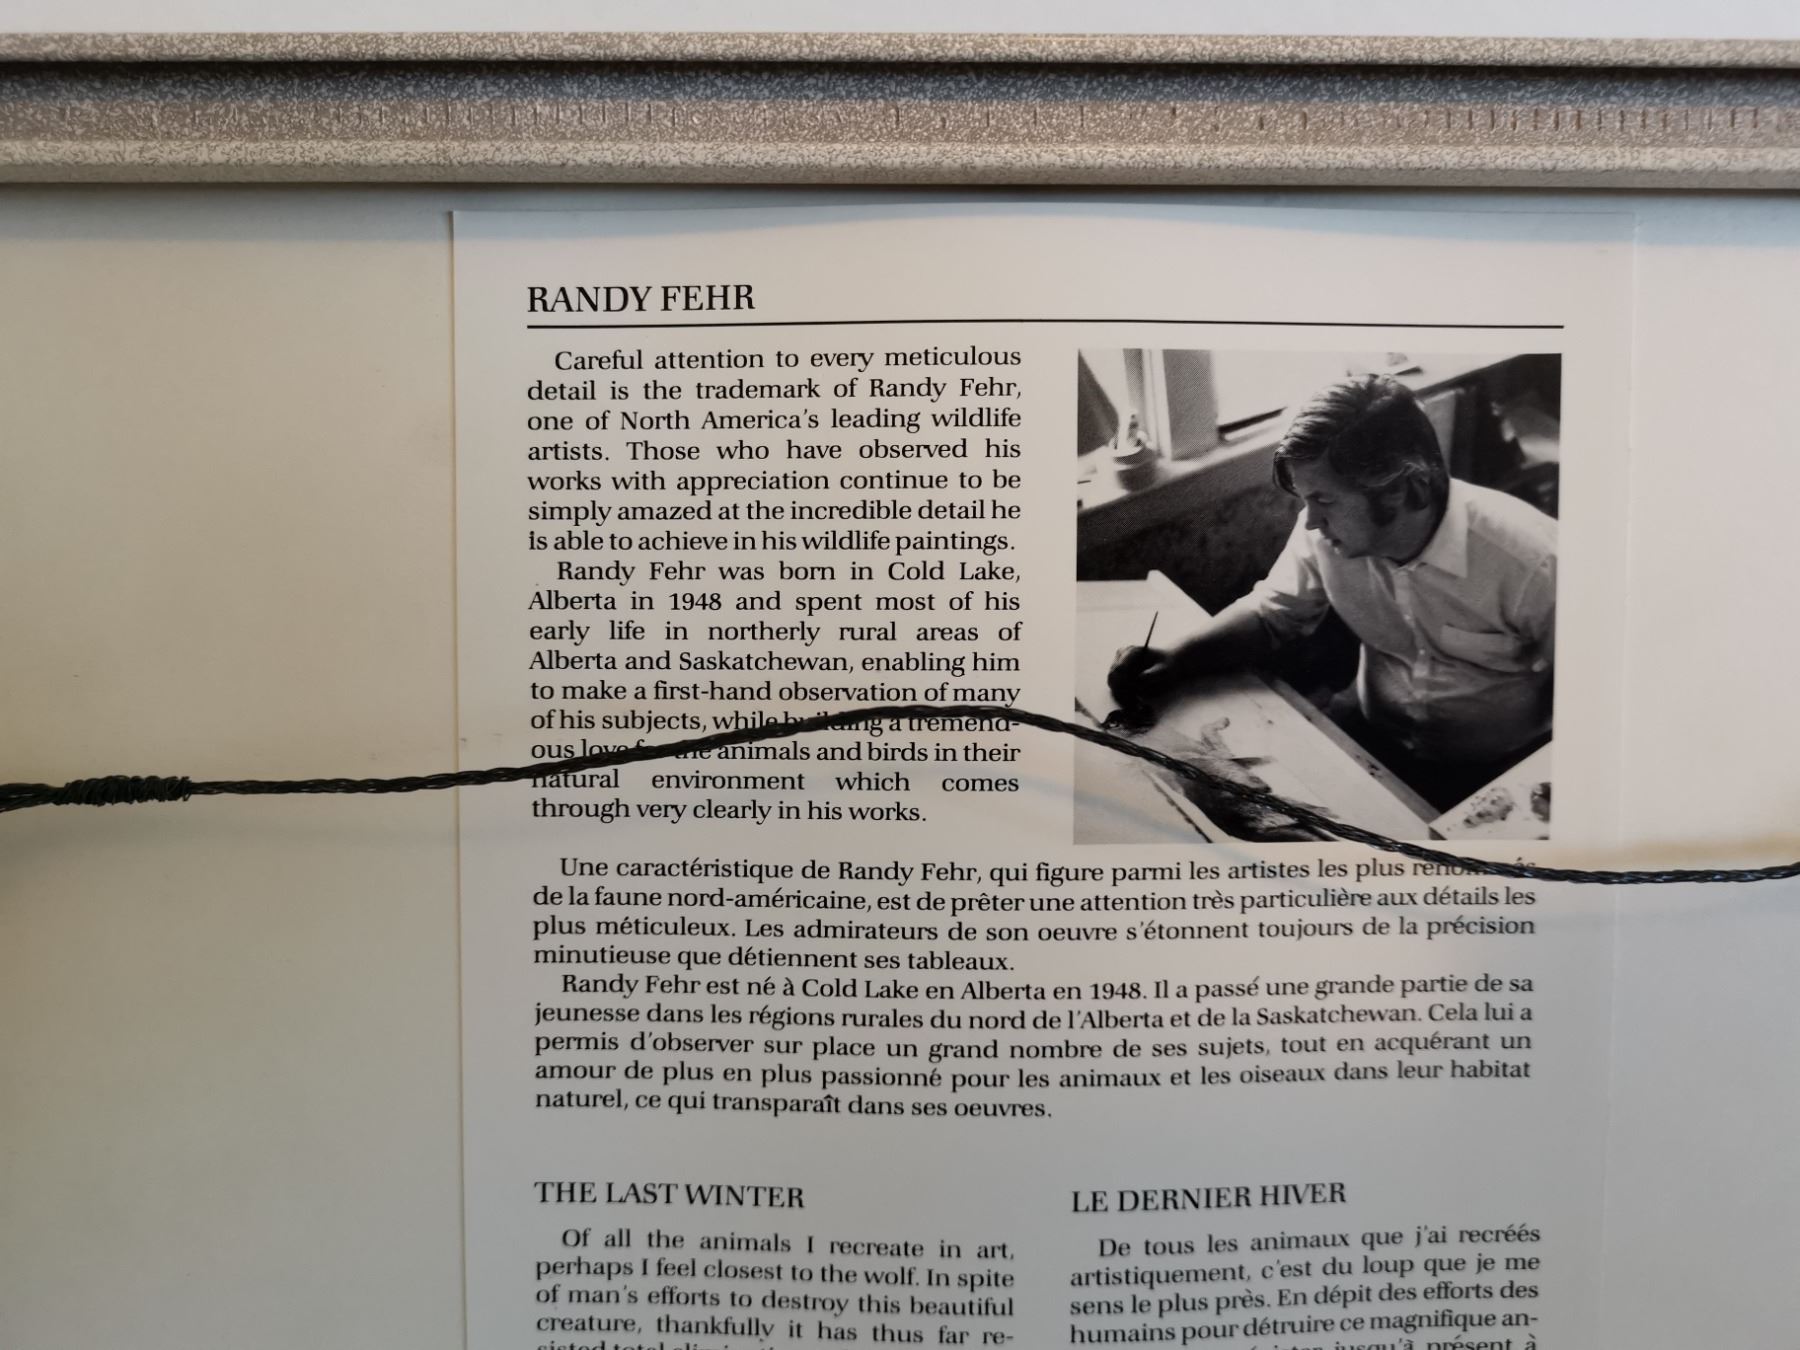 RANDY FEHR
Careful attention to every meticulous
detail is the trademark of Randy Fehr,
one of North America's leading wildlife
artists. Those who have observed his
works with appreciation continue to be
simply amazed at the incredible detail he
is able to achieve in his wildlife paintings.
Randy Fehr was born in Cold Lake,
Alberta in 1948 and spent most of his
early life in northerly rural areas of
Alberta and Saskatchewan, enabling him
to make a first-hand observation of many
of his subjects, while building a tremend-
ous love for the animals and birds in their
natural environment which comes
through very clearly in his works.
Une caractéristique de Randy Fehr, qui figure parmi les artistes les plus
de la faune nord-américaine, est de prêter une attention très particulière aux détails les
plus méticuleux. Les admirateurs de son oeuvre s'étonnent toujours de la précision
minutieuse que détiennent ses tableaux.
Randy Fehr est né à Cold Lake en Alberta en 1948. Il a passé une grande partie de sa
jeunesse dans les régions rurales du nord de l'Alberta et de la Saskatchewan. Cela lui a
permis d'observer sur place un grand nombre de ses sujets, tout en acquérant un
amour de plus en plus passionné pour les animaux et les oiseaux dans leur habitat
naturel, ce qui transparaît dans ses oeuvres.
THE LAST WINTER
Of all the animals I recreate in art,
perhaps I feel closest to the wolf. In spite
of man's efforts to destroy this beautiful
creature, thankfully it has thus far re-
LE DERNIER HIVER
De tous les animaux que j'ai recréés
artistiquement, c'est du loup que je me
sens le plus près. En dépit des efforts des
humains pour détruire ce magnifique an-
jusqu'à présent à